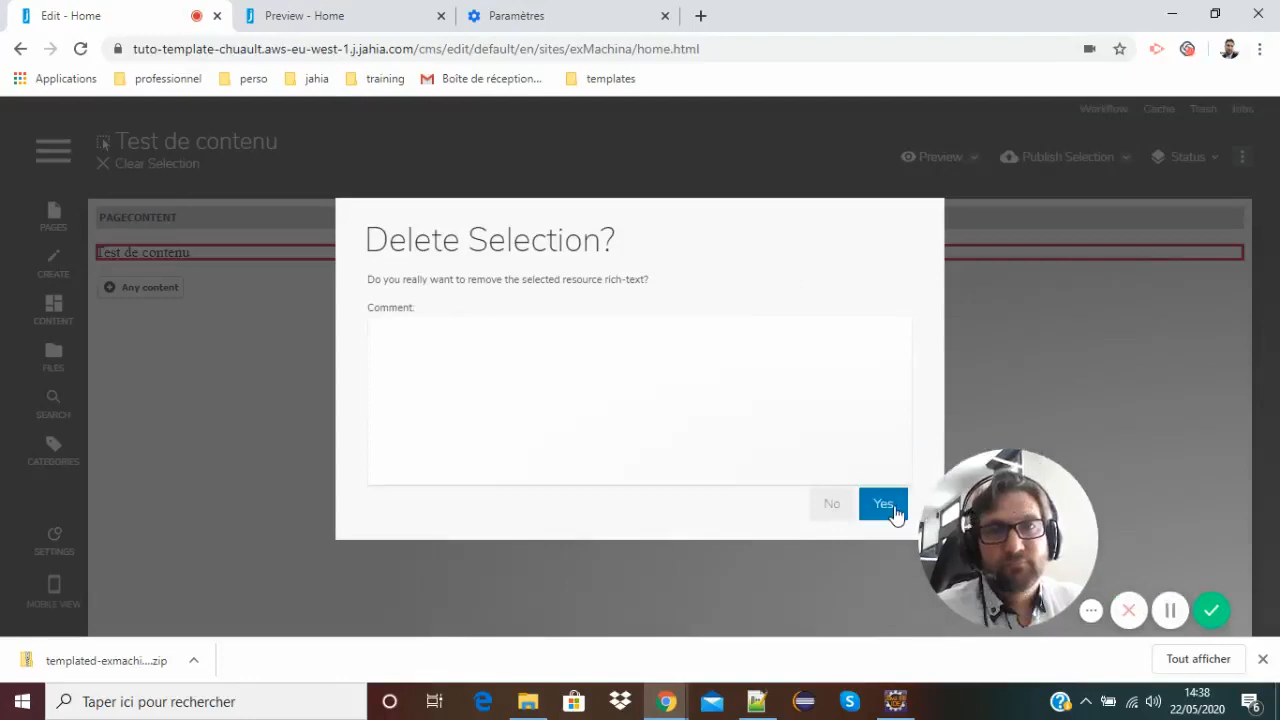 Edit - Home
Preview - Home
Paramètres
tuto-template-chuault.aws-eu-west-1.j.jahia.com/cms/edit/default/en/sites/exMachina/home.html
Applications
professionnel
perso
jahia
training
Boîte de réception...
templates
Workflow
Cache
Trash
Jobs
Test de contenu
Clear Selection
Preview
Publish Selection
Status
PAGES
CREATE
CONTENT
FILES
SEARCH
CATEGORIES
SETTINGS
MOBILE VIEW
PAGECONTENT
Test de contenu
Any content
Delete Selection?
Do you really want to remove the selected resource rich-text?
Comment:
No
Yes
templated-exmachi....zip
Tout afficher
Taper ici pour rechercher
14:38
22/05/2020
6